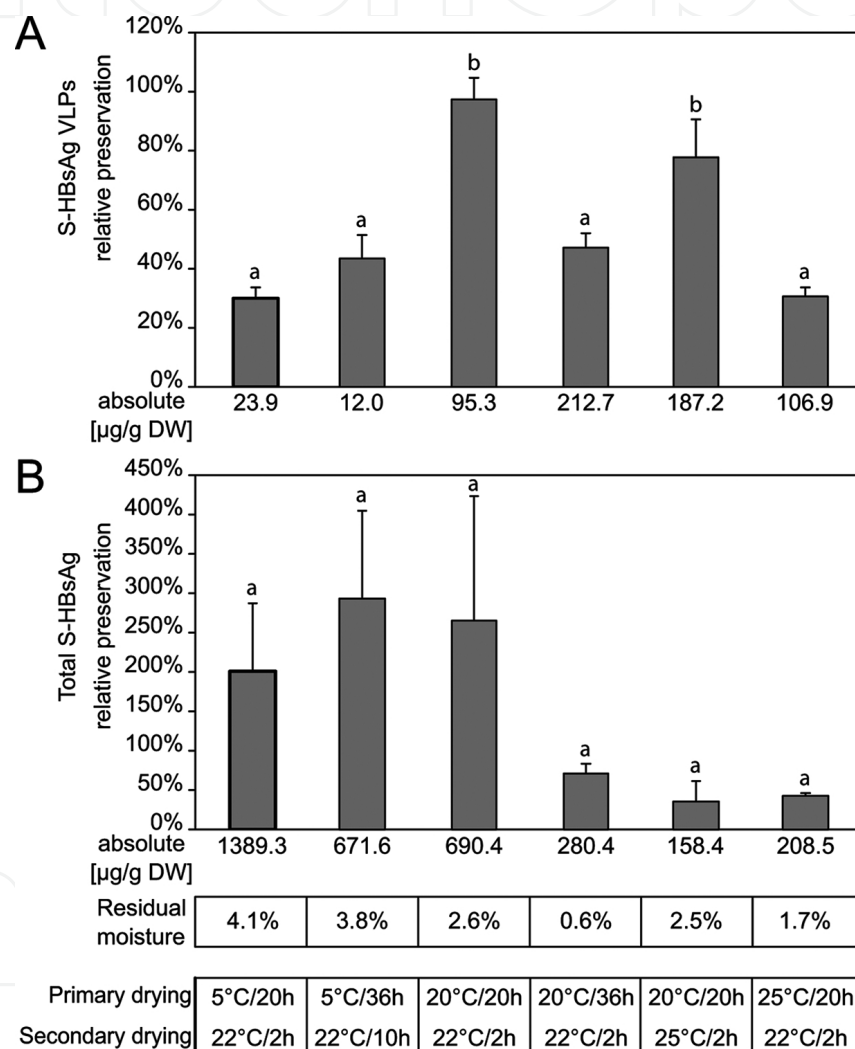 A
S-HBsAg VLPs
relative preservation
120%
100%
80%
60%
40%
20%
0%
a
a
b
a
b
a
absolute
[µg/g DW]
23.9 12.0 95.3 212.7 187.2 106.9
B
Total S-HBsAg
relative preservation
450%
400%
350%
300%
250%
200%
150%
100%
50%
0%
a
a
a
a
a
a
absolute
[µg/g DW]
1389.3 671.6 690.4 280.4 158.4 208.5
Residual
moisture
4.1% 3.8% 2.6% 0.6% 2.5% 1.7%
Primary drying 5°C/20h 5°C/36h 20°C/20h 20°C/36h 20°C/20h 25°C/20h
Secondary drying 22°C/2h 22°C/10h 22°C/2h 22°C/2h 25°C/2h 22°C/2h